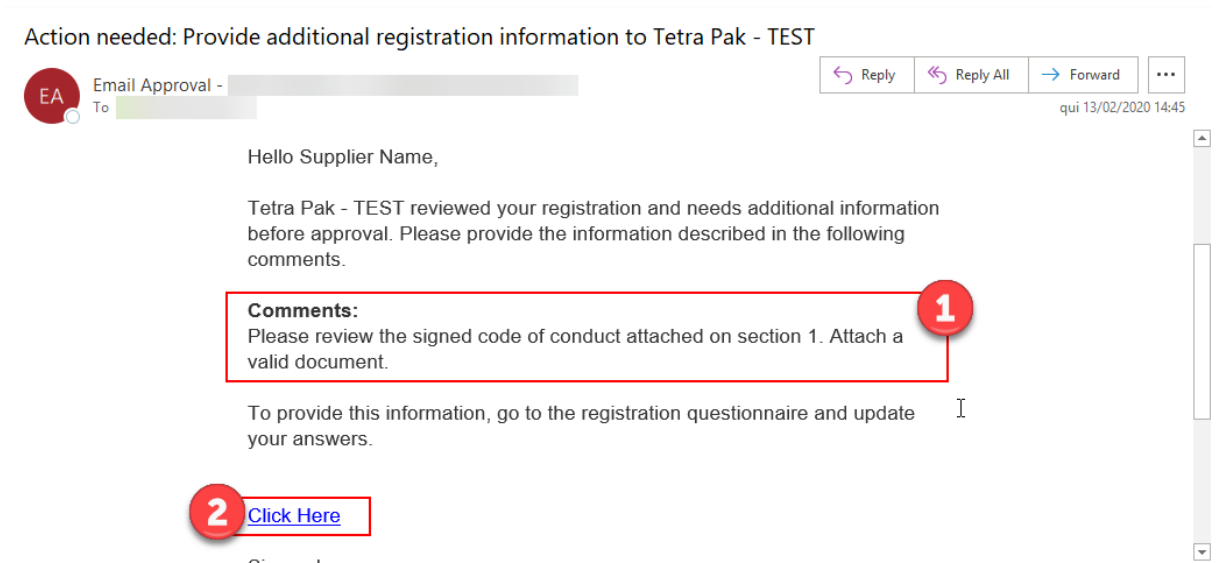 Action needed: Provide additional registration information to Tetra Pak - TEST
Reply
Reply All
Forward
EA
Email Approval -
To
qui 13/02/2020 14:45
Hello Supplier Name,
Tetra Pak - TEST reviewed your registration and needs additional information
before approval. Please provide the information described in the following
comments.
1
Comments:
Please review the signed code of conduct attached on section 1. Attach a
valid document.
To provide this information, go to the registration questionnaire and update
your answers.
2
Click Here